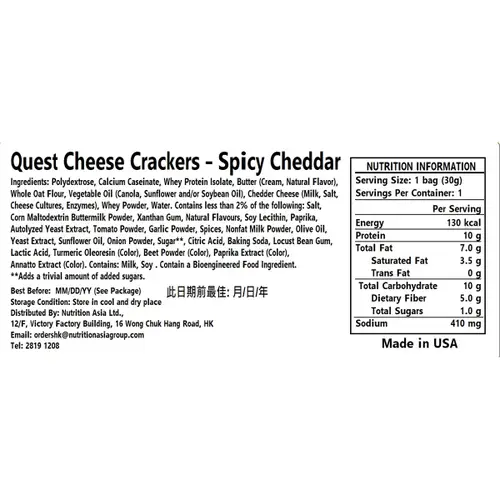 Quest Cheese Crackers – Spicy Cheddar
Ingredients: Polydextrose, Calcium Caseinate, Whey Protein Isolate, Butter (Cream, Natural Flavor),
Whole Oat Flour, Vegetable Oil (Canola, Sunflower and/or Soybean Oil), Chedder Cheese (Milk, Salt,
Cheese Cultures, Enzymes), Whey Powder, Water. Contains less than 2% of the following: Salt,
Corn Maltodextrin Buttermilk Powder, Xanthan Gum, Natural Flavours, Soy Lecithin, Paprika,
Autolyzed Yeast Extract, Tomato Powder, Garlic Powder, Spices, Nonfat Milk Powder, Olive Oil,
Yeast Extract, Sunflower Oil, Onion Powder, Sugar**, Citric Acid, Baking Soda, Locust Bean Gum,
Lactic Acid, Turmeric Oleoresin (Color), Beet Powder (Color), Paprika Extract (Color),
Annatto Extract (Color). Contains: Milk, Soy . Contain a Bioengineered Food Ingredient.
**Adds a trivial amount of added sugars.
Best Before: MM/DD/YY (See Package) 此日期前最佳: 月/日/年
Storage Condition: Store in cool and dry place
Distributed By: Nutrition Asia Ltd.,
12/F, Victory Factory Building, 16 Wong Chuk Hang Road, HK
Email: ordershk@nutritionasiagroup.com
Tel: 2819 1208
NUTRITION INFORMATION
Serving Size: 1 bag (30g)
Servings Per Container: 1
Per Serving
Energy 130 kcal
Protein 10 g
Total Fat 7.0 g
Saturated Fat 3.5 g
Trans Fat 0 g
Total Carbohydrate 10 g
Dietary Fiber 5.0 g
Total Sugars 1.0 g
Sodium 410 mg
Made in USA